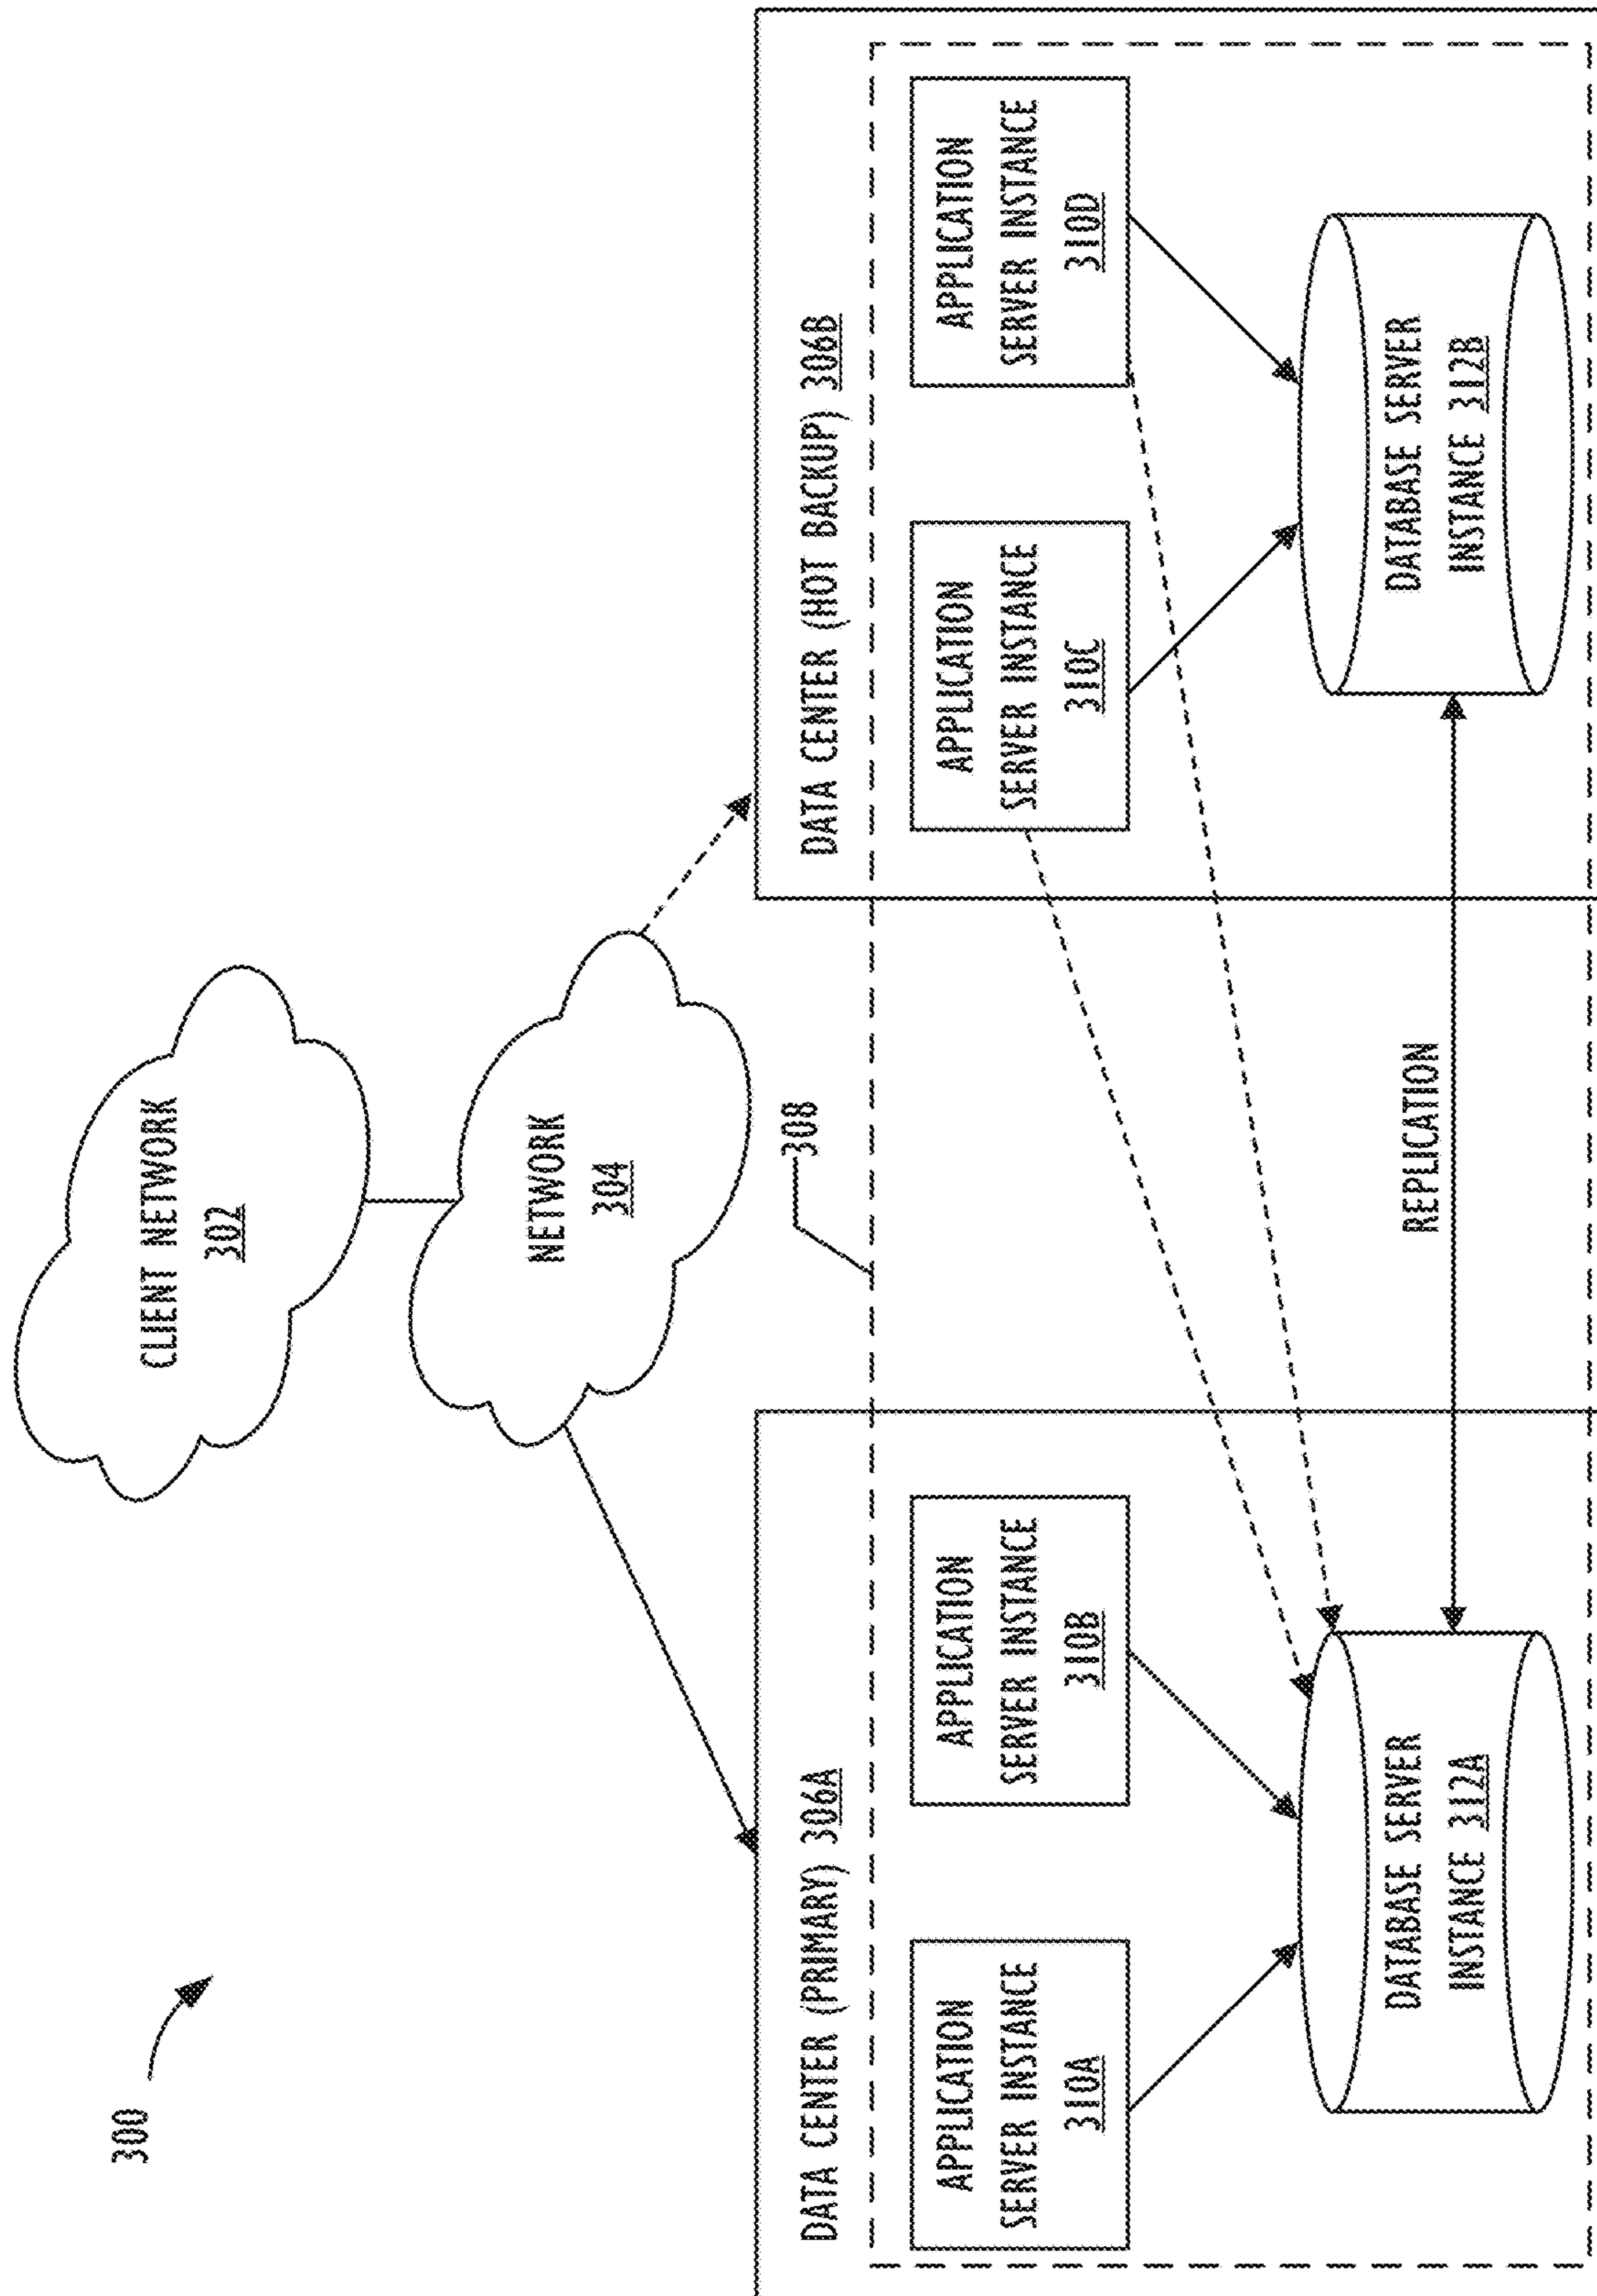 300
CLIENT NETWORK
302
NETWORK
304
308
DATA CENTER (PRIMARY) 306A
APPLICATION
SERVER INSTANCE
310A
APPLICATION
SERVER INSTANCE
310B
DATABASE SERVER
INSTANCE 312A
REPLICATION
DATA CENTER (HOT BACKUP) 306B
APPLICATION
SERVER INSTANCE
310C
APPLICATION
SERVER INSTANCE
310D
DATABASE SERVER
INSTANCE 312B